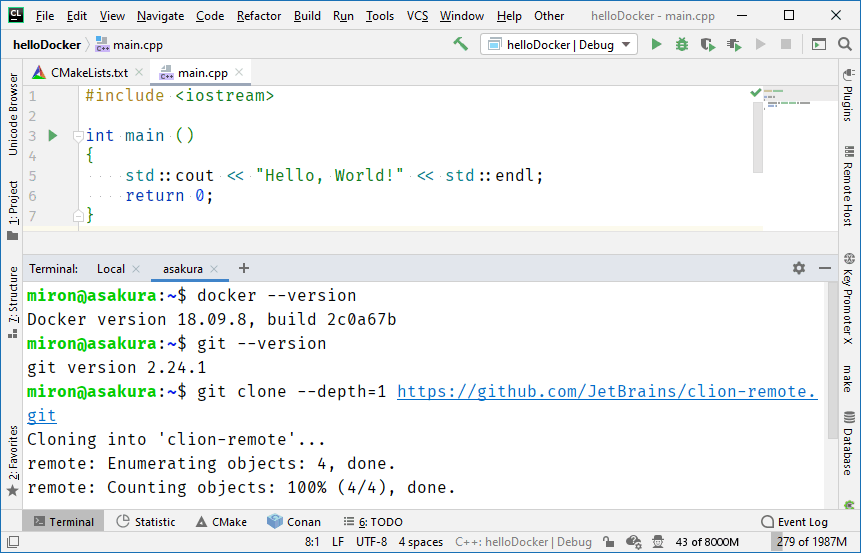 CL File Edit View Navigate Code Refactor Build Run Tools VCS Window Help Other helloDocker - main.cpp
helloDocker main.cpp helloDocker | Debug
CMakeLists.txt main.cpp
1 #include <iostream>
2
3 int main ()
4 {
5 std::cout << "Hello, World!" << std::endl;
6 return 0;
7 }
Unicode Browser
1: Project
7: Structure
2: Favorites
Plugins
Remote Host
Key Promoter X
make
Database
Terminal: Local asakura
miron@asakura:~$ docker --version
Docker version 18.09.8, build 2c0a67b
miron@asakura:~$ git --version
git version 2.24.1
miron@asakura:~$ git clone --depth=1 https://github.com/JetBrains/clion-remote.
git
Cloning into 'clion-remote'...
remote: Enumerating objects: 4, done.
remote: Counting objects: 100% (4/4), done.
Terminal Statistic CMake Conan 6: TODO Event Log
8:1 LF UTF-8 4 spaces C++: helloDocker | Debug 43 of 8000M 279 of 1987M